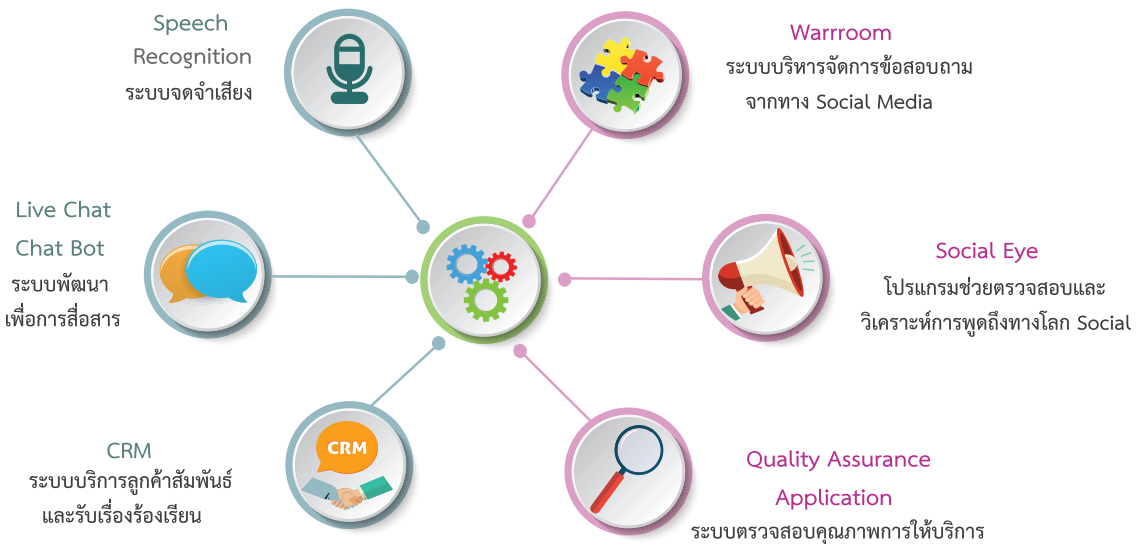 Speech
Recognition
ระบบจดจำเสียง
Warrroom
ระบบบริหารจัดการข้อสอบถาม
จากทาง Social Media
Live Chat
Chat Bot
ระบบพัฒนา
เพื่อการสื่อสาร
Social Eye
โปรแกรมช่วยตรวจสอบและ
วิเคราะห์การพูดถึงทางโลก Social
CRM
CRM
ระบบบริการลูกค้าสัมพันธ์
และรับเรื่องร้องเรียน
Quality Assurance
Application
ระบบตรวจสอบคุณภาพการให้บริการ